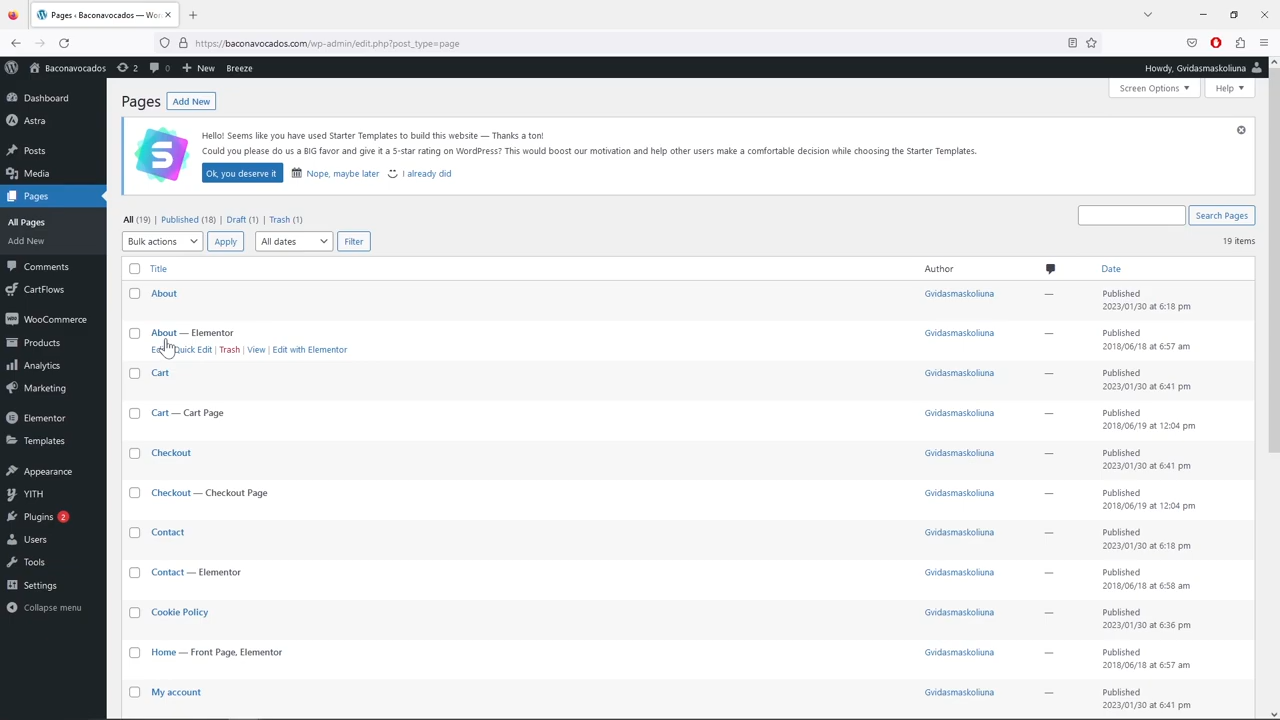 Pages ‹ Baconavocados — Wo
https://baconavocados.com/wp-admin/edit.php?post_type=page
Baconavocados 2 0 New Breeze Howdy, Gvidasmaskoliuna
Dashboard
Astra
Posts
Media
Pages
All Pages
Add New
Comments
CartFlows
WooCommerce
Products
Analytics
Marketing
Elementor
Templates
Appearance
YITH
Plugins 2
Users
Tools
Settings
Collapse menu
Screen Options Help
Pages Add New
Hello! Seems like you have used Starter Templates to build this website — Thanks a ton!
Could you please do us a BIG favor and give it a 5-star rating on WordPress? This would boost our motivation and help other users make a comfortable decision while choosing the Starter Templates.
Ok, you deserve it Nope, maybe later I already did
All (19) | Published (18) | Draft (1) | Trash (1)
Search Pages
Bulk actions Apply All dates Filter 19 items
Title Author Date
About Gvidasmaskoliuna — Published
2023/01/30 at 6:18 pm
About — Elementor Gvidasmaskoliuna — Published
Quick Edit | Trash | View | Edit with Elementor 2018/06/18 at 6:57 am
Cart Gvidasmaskoliuna — Published
2023/01/30 at 6:41 pm
Cart — Cart Page Gvidasmaskoliuna — Published
2018/06/19 at 12:04 pm
Checkout Gvidasmaskoliuna — Published
2023/01/30 at 6:41 pm
Checkout — Checkout Page Gvidasmaskoliuna — Published
2018/06/19 at 12:04 pm
Contact Gvidasmaskoliuna — Published
2023/01/30 at 6:18 pm
Contact — Elementor Gvidasmaskoliuna — Published
2018/06/18 at 6:58 am
Cookie Policy Gvidasmaskoliuna — Published
2023/01/30 at 6:36 pm
Home — Front Page, Elementor Gvidasmaskoliuna — Published
2018/06/18 at 6:57 am
My account Gvidasmaskoliuna — Published
2023/01/30 at 6:41 pm